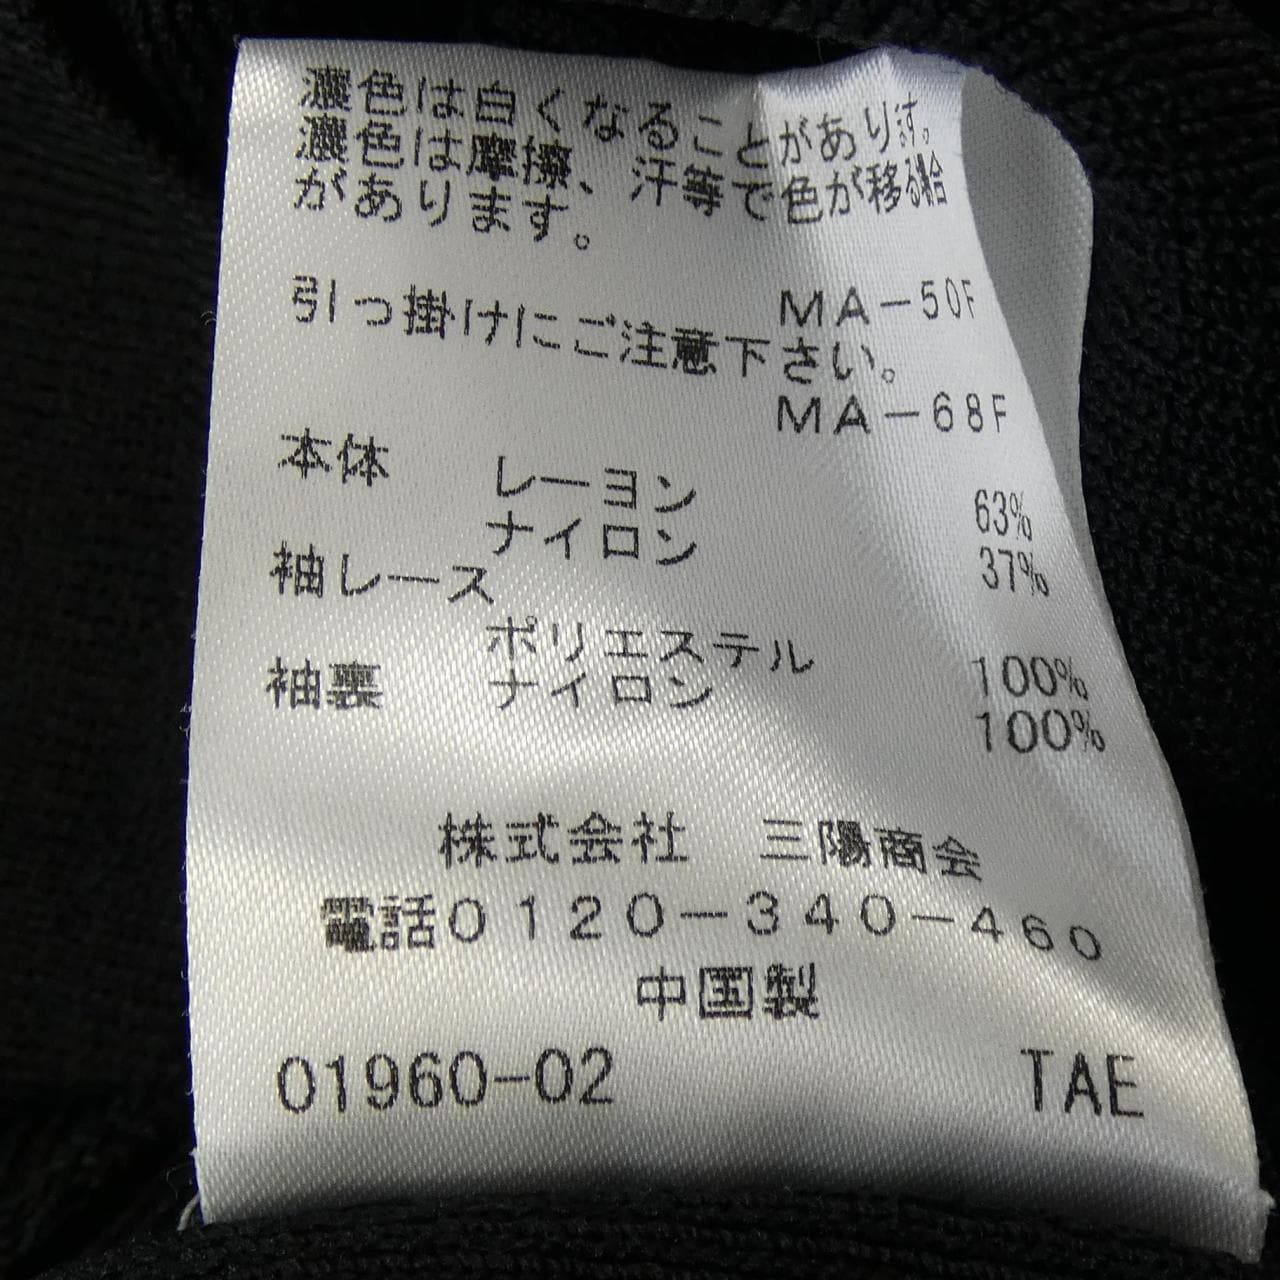 濃色は白くなることがあります。
濃色は摩擦、汗等で色が移る場合
があります。
MA-50F
引っ掛けにご注意下さい。
MA-68F
本体 レーヨン 63%
ナイロン 37%
袖レース
ポリエステル 100%
袖裏 ナイロン 100%
株式会社 三陽商会
電話0120-340-460
中国製
01960-02 TAE